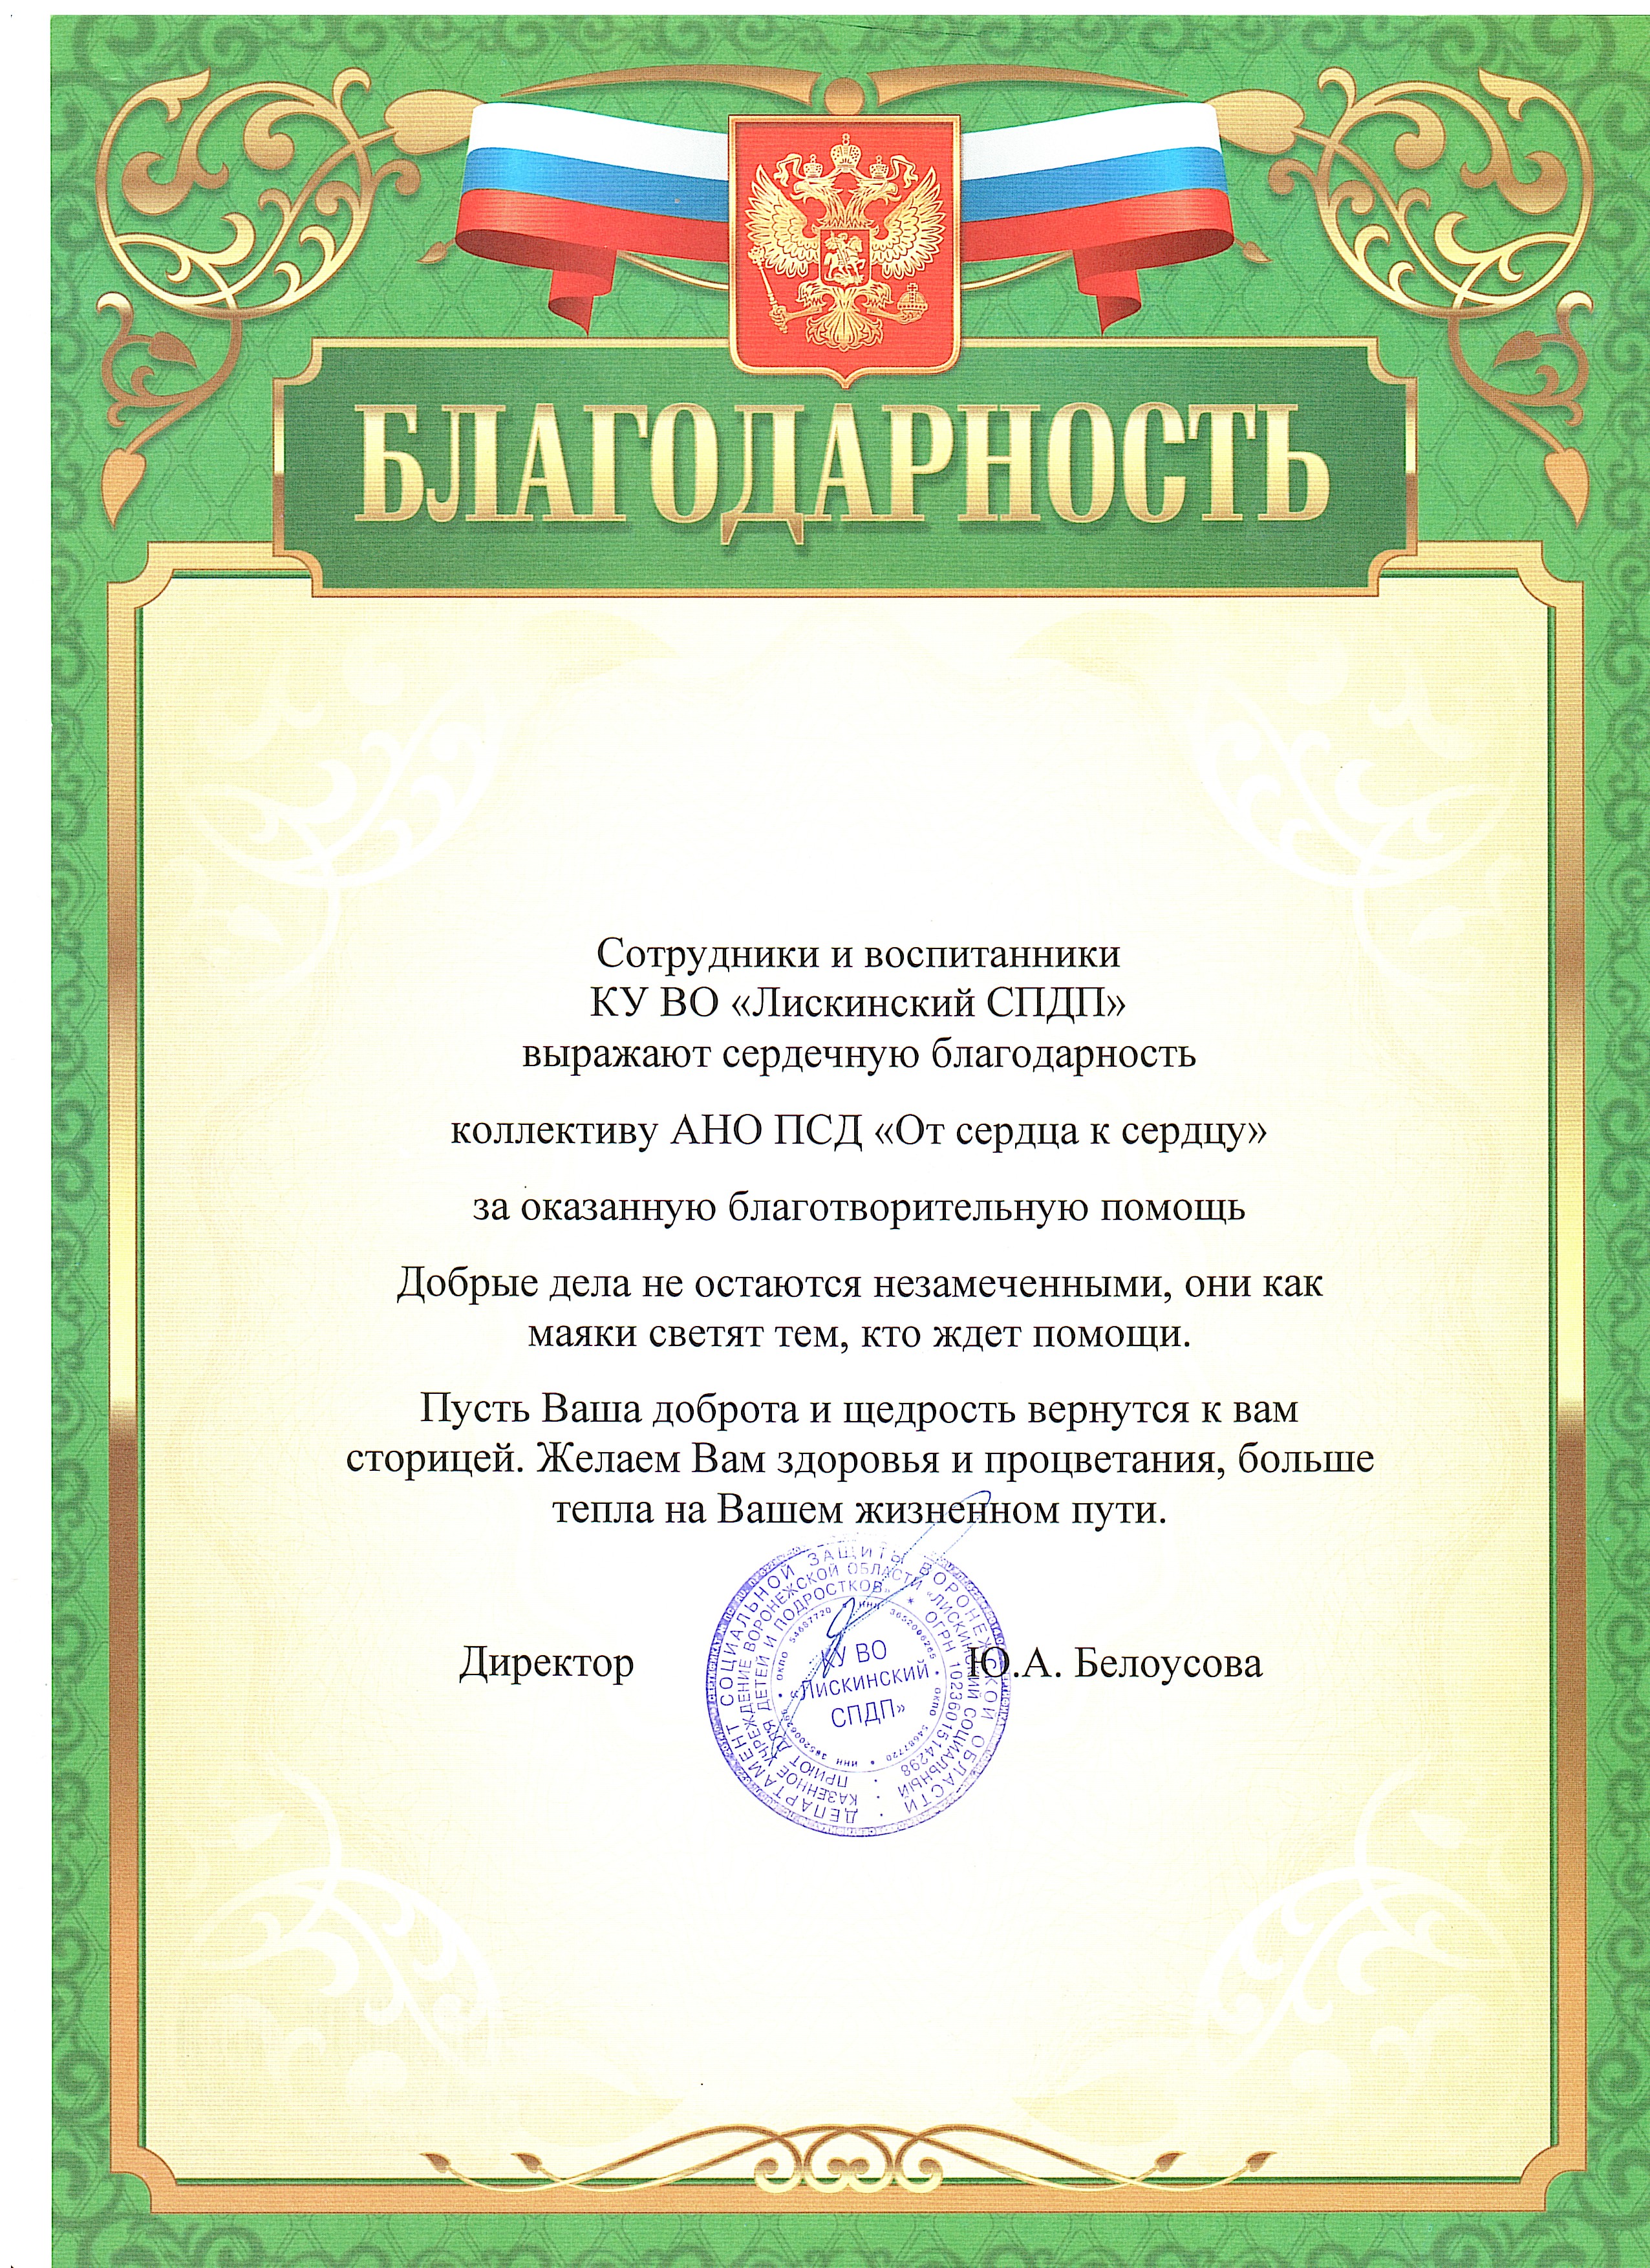 БЛАГОДАРНОСТЬ
Сотрудники и воспитанники
КУ ВО «Лискинский СПДП»
выражают сердечную благодарность
коллективу АНО ПСД «От сердца к сердцу»
за оказанную благотворительную помощь
Добрые дела не остаются незамеченными, они как
маяки светят тем, кто ждет помощи.
Пусть Ваша доброта и щедрость вернутся к вам
сторицей. Желаем Вам здоровья и процветания, больше
тепла на Вашем жизненном пути.
Директор Ю.А. Белоусова
ДЕПАРТАМЕНТ СОЦИАЛЬНОЙ ЗАЩИТЫ ВОРОНЕЖСКОЙ ОБЛАСТИ
КАЗЕННОЕ УЧРЕЖДЕНИЕ ВОРОНЕЖСКОЙ ОБЛАСТИ «ЛИСКИНСКИЙ СОЦИАЛЬНЫЙ
ПРИЮТ ДЛЯ ДЕТЕЙ И ПОДРОСТКОВ» * ОГРН 1023601514298
ИНН 3652006265 * ОКПО 54687720
КУ ВО
«Лискинский
СПДП»